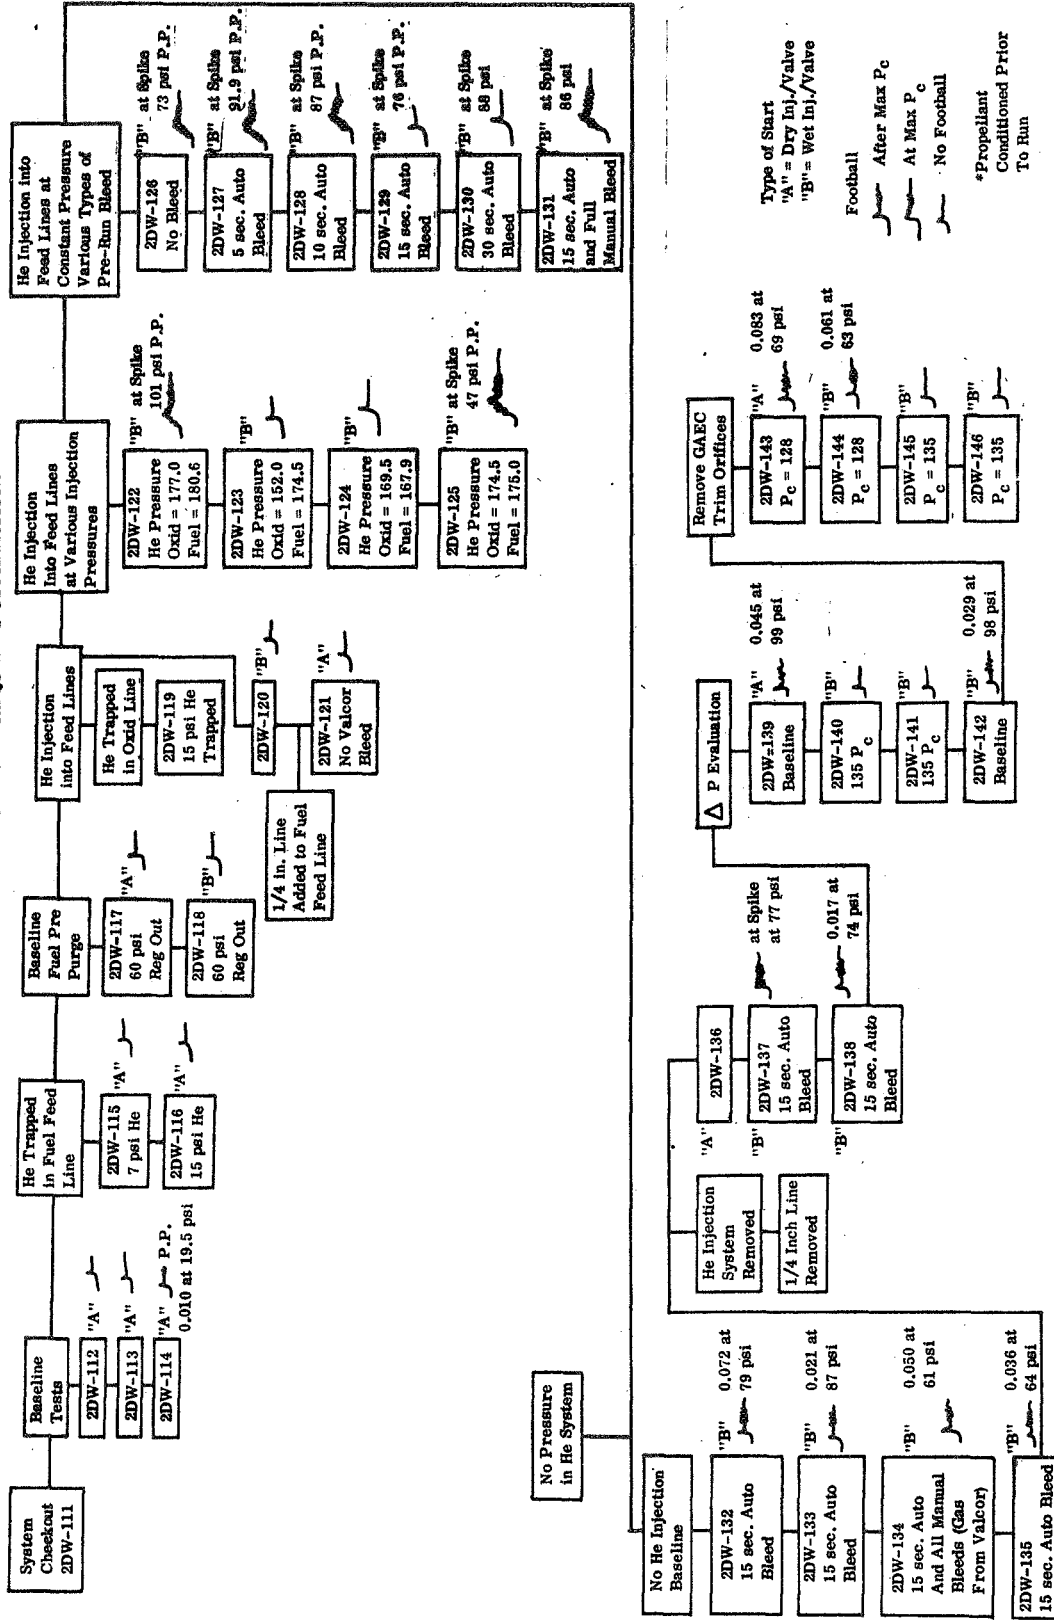 System
Checkout
2DW-111
Baseline
Tests
2DW-112
"A"
2DW-113
"A"
2DW-114
"A"
P.P.
0.010 at 19.5 psi
He Trapped
in Fuel Feed
Line
2DW-115
7 psi He
"A"
2DW-116
15 psi He
"A"
Baseline
Fuel Pre
Purge
2DW-117
60 psi
Reg Out
"A"
2DW-118
60 psi
Reg Out
"B"
He Injection
into Feed Lines
He Trapped
in Oxid Line
2DW-119
15 psi He
Trapped
2DW-120
"B"
1/4 in. Line
Added to Fuel
Feed Line
2DW-121
No Valcor
Bleed
"A"
He Injection
Into Feed Lines
at Various Injection
Pressures
2DW-122
He Pressure
Oxid = 177.0
Fuel = 180.6
"B" at Spike
101 psi P.P.
2DW-123
He Pressure
Oxid = 152.0
Fuel = 174.5
"B"
2DW-124
He Pressure
Oxid = 169.5
Fuel = 167.9
"B"
2DW-125
He Pressure
Oxid = 174.5
Fuel = 175.0
"B" at Spike
47 psi P.P.
He Injection into
Feed Lines at
Constant Pressure
Various Types of
Pre-Run Bleed
2DW-126
No Bleed
"B" at Spike
73 psi P.P.
2DW-127
5 sec. Auto
Bleed
"B" at Spike
91.9 psi P.P.
2DW-128
10 sec. Auto
Bleed
"B" at Spike
87 psi P.P.
2DW-129
15 sec. Auto
Bleed
"B" at Spike
76 psi P.P.
2DW-130
30 sec. Auto
Bleed
"B" at Spike
88 psi
2DW-131
15 sec. Auto
and Full
Manual Bleed
"B" at Spike
86 psi
No Pressure
in He System
No He Injection
Baseline
2DW-132
15 sec. Auto
Bleed
"B" 0.072 at
79 psi
2DW-133
15 sec. Auto
Bleed
"B" 0.021 at
87 psi
2DW-134
15 sec. Auto
And All Manual
Bleeds (Gas
From Valcor)
"B" 0.050 at
61 psi
2DW-135
15 sec. Auto Bleed
"B" 0.036 at
64 psi
He Injection
System
Removed
1/4 Inch Line
Removed
"A"
2DW-136
"B"
2DW-137
15 sec. Auto
Bleed
at Spike
at 77 psi
"B"
2DW-138
15 sec. Auto
Bleed
0.017 at
74 psi
Δ P Evaluation
2DW-139
Baseline
"A" 0.045 at
99 psi
2DW-140
135 Pc
"B"
2DW-141
135 Pc
"B"
2DW-142
Baseline
"B" 0.029 at
98 psi
Remove GAEC
Trim Orifices
2DW-143
Pc = 128
"A" 0.083 at
69 psi
2DW-144
Pc = 128
"B" 0.061 at
63 psi
2DW-145
Pc = 135
"B"
2DW-146
Pc = 135
"B"
Type of Start
"A" = Dry Inj./Valve
"B" = Wet Inj./Valve
Football
After Max Pc
At Max Pc
No Football
*Propellant
Conditioned Prior
To Run